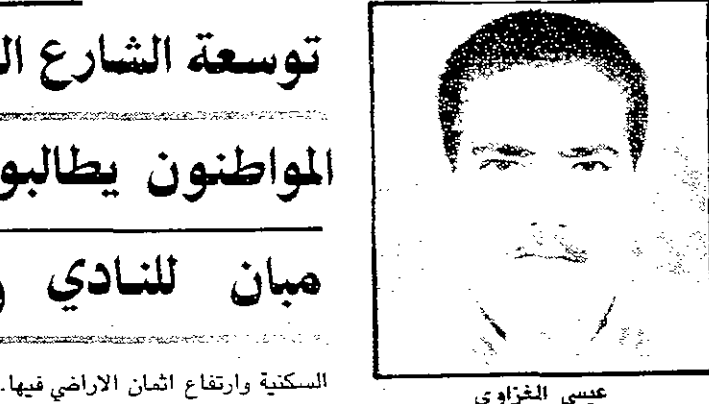 توسعة الشارع ال
المواطنون يطالبو
مبان للنادي و
السكنية وارتفاع اثمان الاراضي فيها.
عيسى الغزاوي